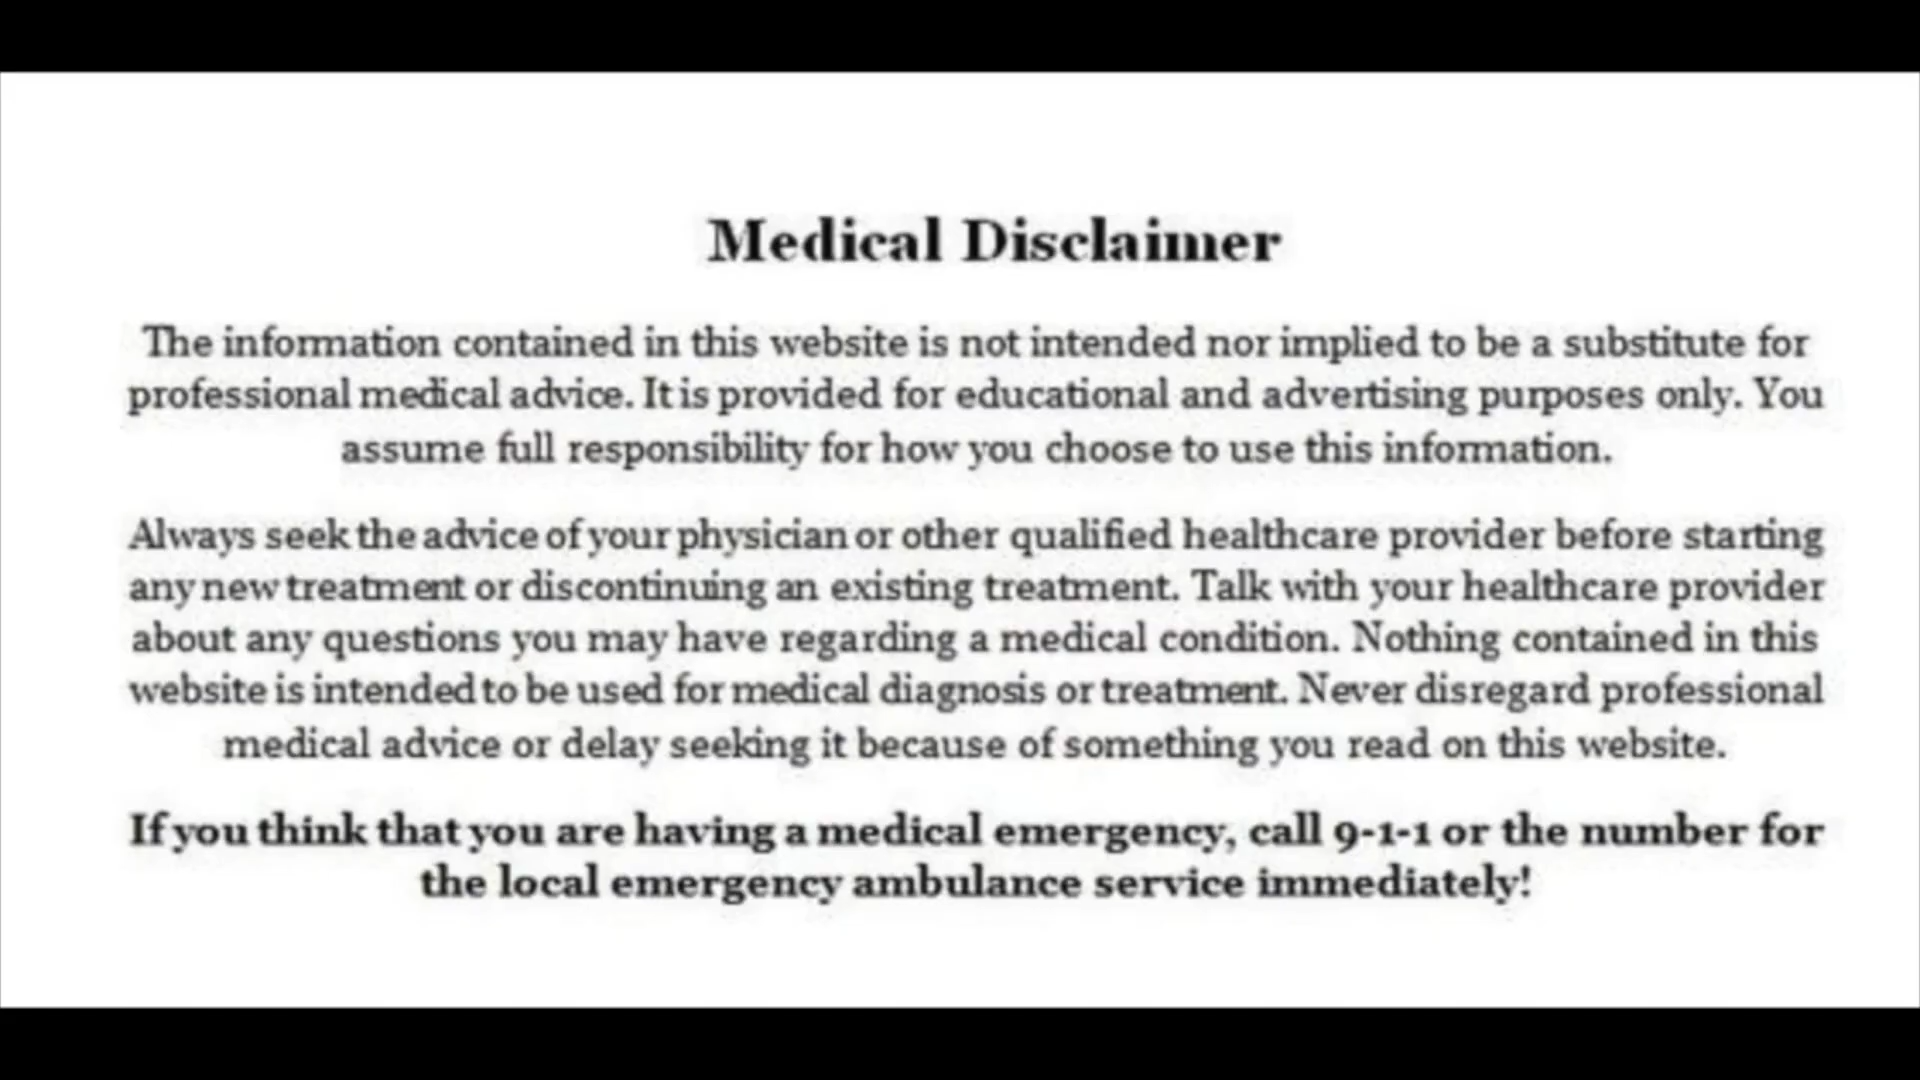 Medical Disclaimer
The information contained in this website is not intended nor implied to be a substitute for
professional medical advice. It is provided for educational and advertising purposes only. You
assume full responsibility for how you choose to use this information.
Always seek the advice of your physician or other qualified healthcare provider before starting
any new treatment or discontinuing an existing treatment. Talk with your healthcare provider
about any questions you may have regarding a medical condition. Nothing contained in this
website is intended to be used for medical diagnosis or treatment. Never disregard professional
medical advice or delay seeking it because of something you read on this website.
If you think that you are having a medical emergency, call 9-1-1 or the number for
the local emergency ambulance service immediately!